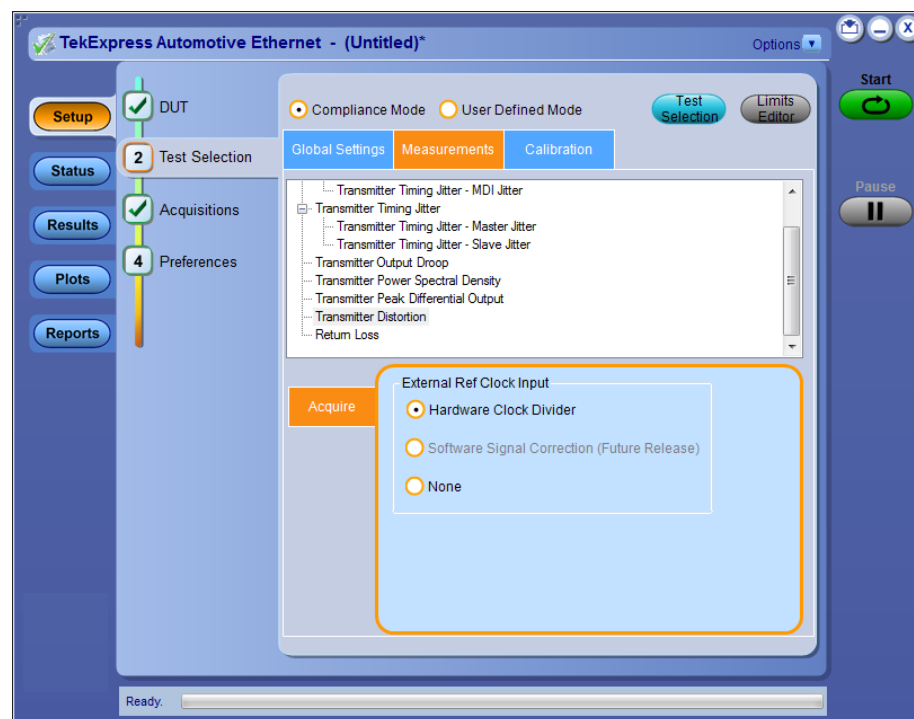 TekExpress Automotive Ethernet - (Untitled)*
Options
X
Start
Pause
Setup
Status
Results
Plots
Reports
DUT
2 Test Selection
Acquisitions
4 Preferences
Compliance Mode
User Defined Mode
Test Selection
Limits Editor
Global Settings
Measurements
Calibration
Transmitter Timing Jitter - MDI Jitter
Transmitter Timing Jitter
Transmitter Timing Jitter - Master Jitter
Transmitter Timing Jitter - Slave Jitter
Transmitter Output Droop
Transmitter Power Spectral Density
Transmitter Peak Differential Output
Transmitter Distortion
Return Loss
Acquire
External Ref Clock Input
Hardware Clock Divider
Software Signal Correction (Future Release)
None
Ready.